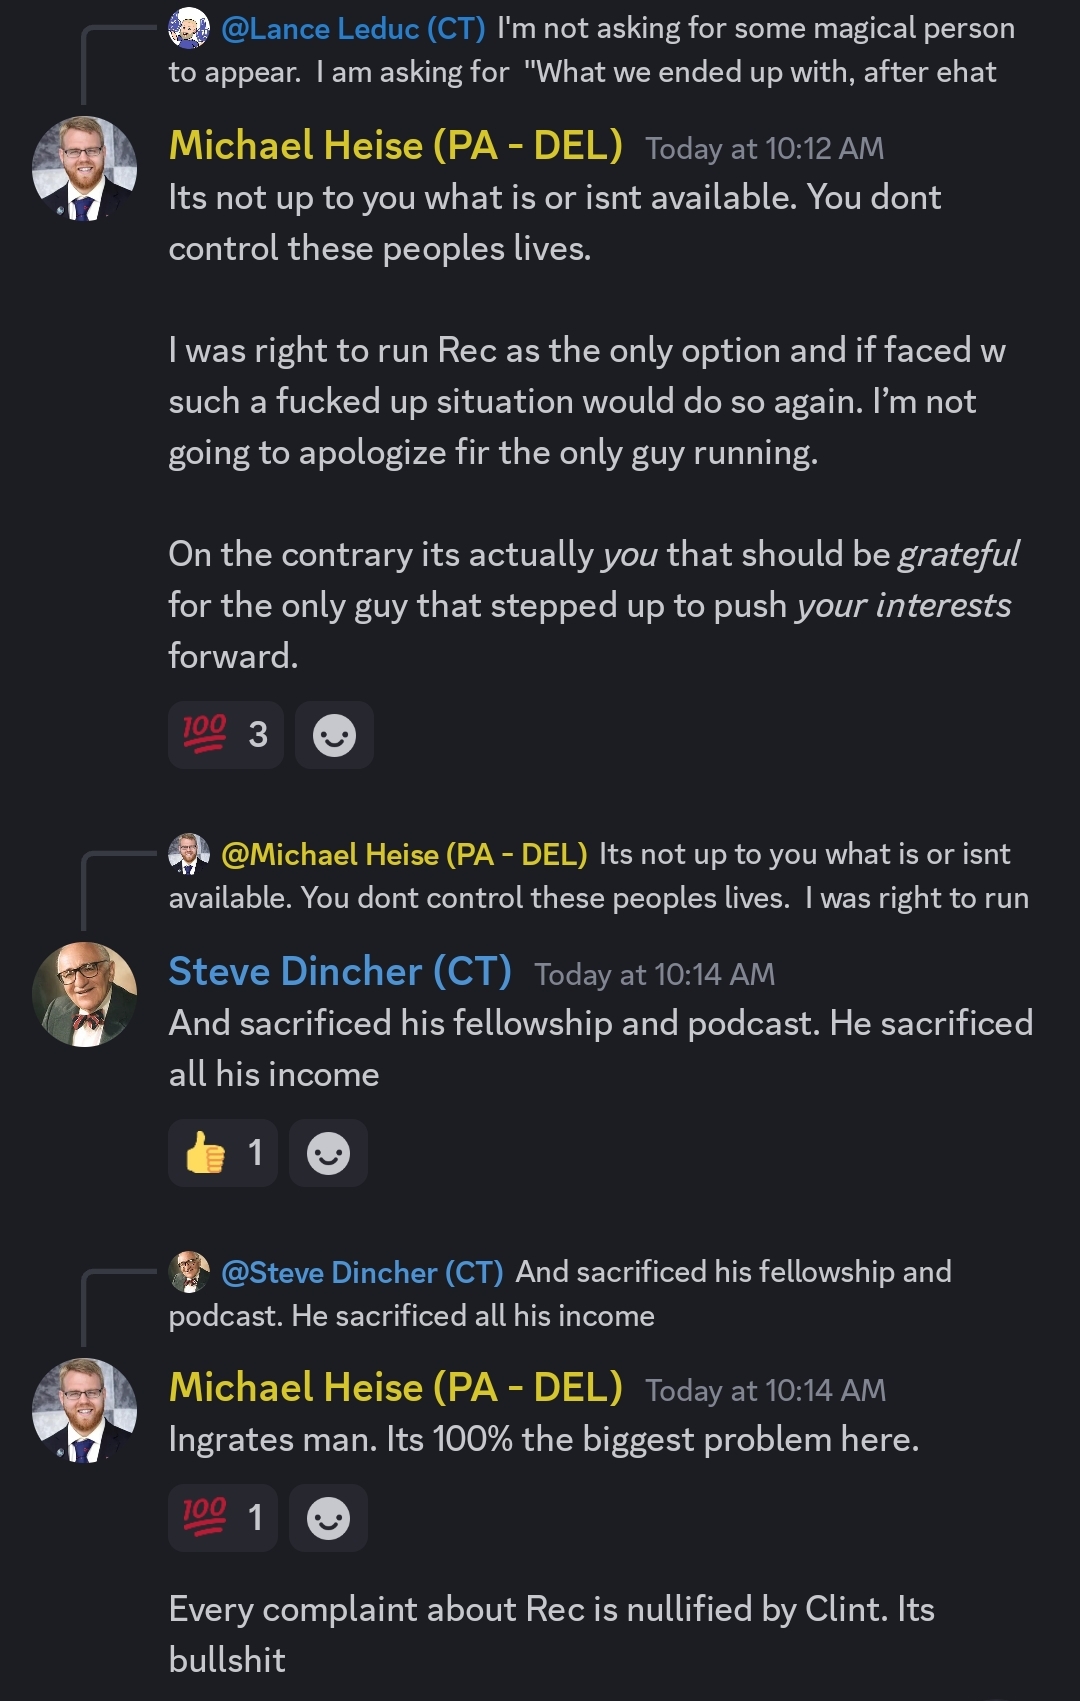 @Lance Leduc (CT) I'm not asking for some magical person
to appear.  I am asking for  "What we ended up with, after ehat
Michael Heise (PA - DEL) Today at 10:12 AM
Its not up to you what is or isnt available. You dont
control these peoples lives.
I was right to run Rec as the only option and if faced w
such a fucked up situation would do so again. I’m not
going to apologize fir the only guy running.
On the contrary its actually you that should be grateful
for the only guy that stepped up to push your interests
forward.
100 3
@Michael Heise (PA - DEL) Its not up to you what is or isnt
available. You dont control these peoples lives.  I was right to run
Steve Dincher (CT) Today at 10:14 AM
And sacrificed his fellowship and podcast. He sacrificed
all his income
1
@Steve Dincher (CT) And sacrificed his fellowship and
podcast. He sacrificed all his income
Michael Heise (PA - DEL) Today at 10:14 AM
Ingrates man. Its 100% the biggest problem here.
100 1
Every complaint about Rec is nullified by Clint. Its
bullshit